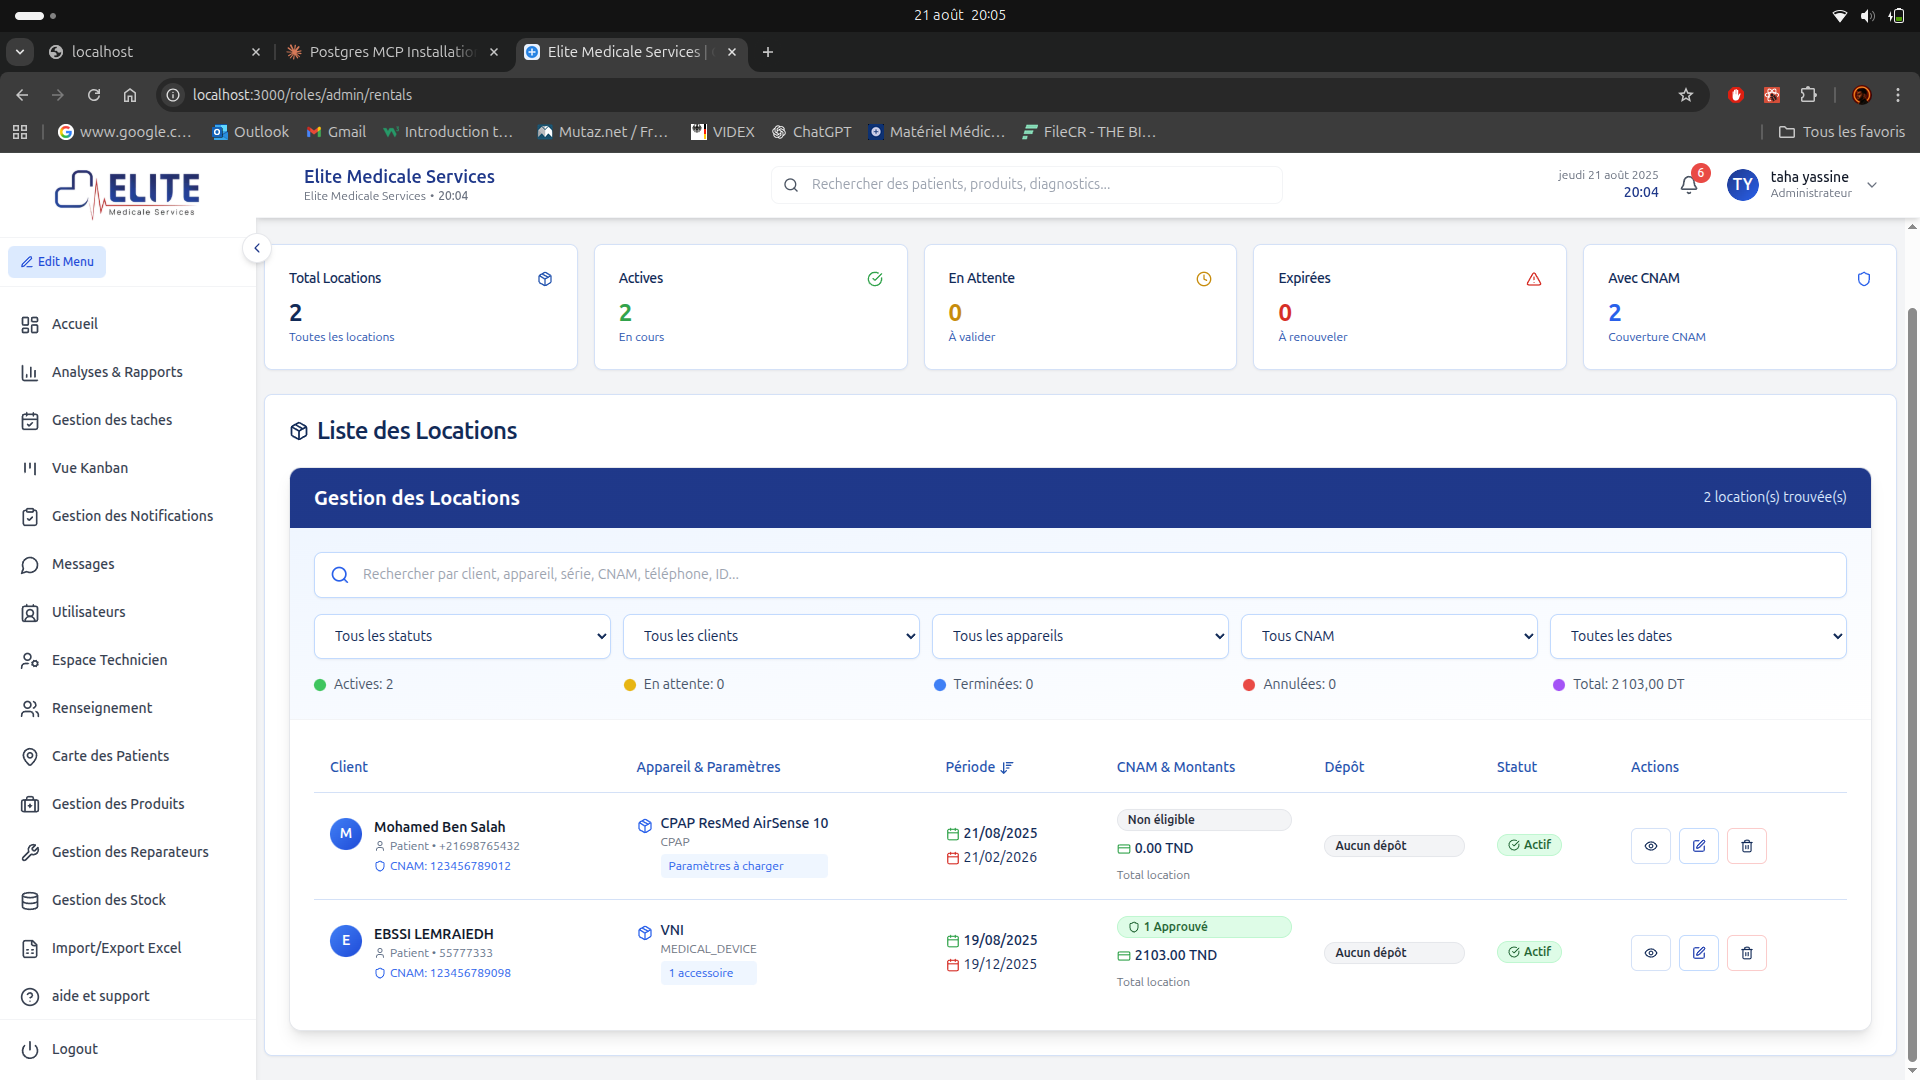 21 août 20:05
localhost
Postgres MCP Installatio
Elite Medicale Services |
localhost:3000/roles/admin/rentals
www.google.c...
Outlook
Gmail
Introduction t...
Mutaz.net / Fr...
VIDEX
ChatGPT
Matériel Médic...
FileCR - THE BI...
Tous les favoris
ELITE
Medicale Services
Elite Medicale Services
Elite Medicale Services • 20:04
Rechercher des patients, produits, diagnostics...
jeudi 21 août 2025
20:04
6
TY
taha yassine
Administrateur
Edit Menu
Accueil
Analyses & Rapports
Gestion des taches
Vue Kanban
Gestion des Notifications
Messages
Utilisateurs
Espace Technicien
Renseignement
Carte des Patients
Gestion des Produits
Gestion des Reparateurs
Gestion des Stock
Import/Export Excel
aide et support
Logout
Total Locations
2
Toutes les locations
Actives
2
En cours
En Attente
0
À valider
Expirées
0
À renouveler
Avec CNAM
2
Couverture CNAM
Liste des Locations
Gestion des Locations
2 location(s) trouvée(s)
Rechercher par client, appareil, série, CNAM, téléphone, ID...
Tous les statuts
Tous les clients
Tous les appareils
Tous CNAM
Toutes les dates
Actives: 2
En attente: 0
Terminées: 0
Annulées: 0
Total: 2 103,00 DT
Client
Appareil & Paramètres
Période
CNAM & Montants
Dépôt
Statut
Actions
M
Mohamed Ben Salah
Patient • +21698765432
CNAM: 123456789012
CPAP ResMed AirSense 10
CPAP
Paramètres à charger
21/08/2025
21/02/2026
Non éligible
0.00 TND
Total location
Aucun dépôt
Actif
E
EBSSI LEMRAIEDH
Patient • 55777333
CNAM: 123456789098
VNI
MEDICAL_DEVICE
1 accessoire
19/08/2025
19/12/2025
1 Approuvé
2103.00 TND
Total location
Aucun dépôt
Actif